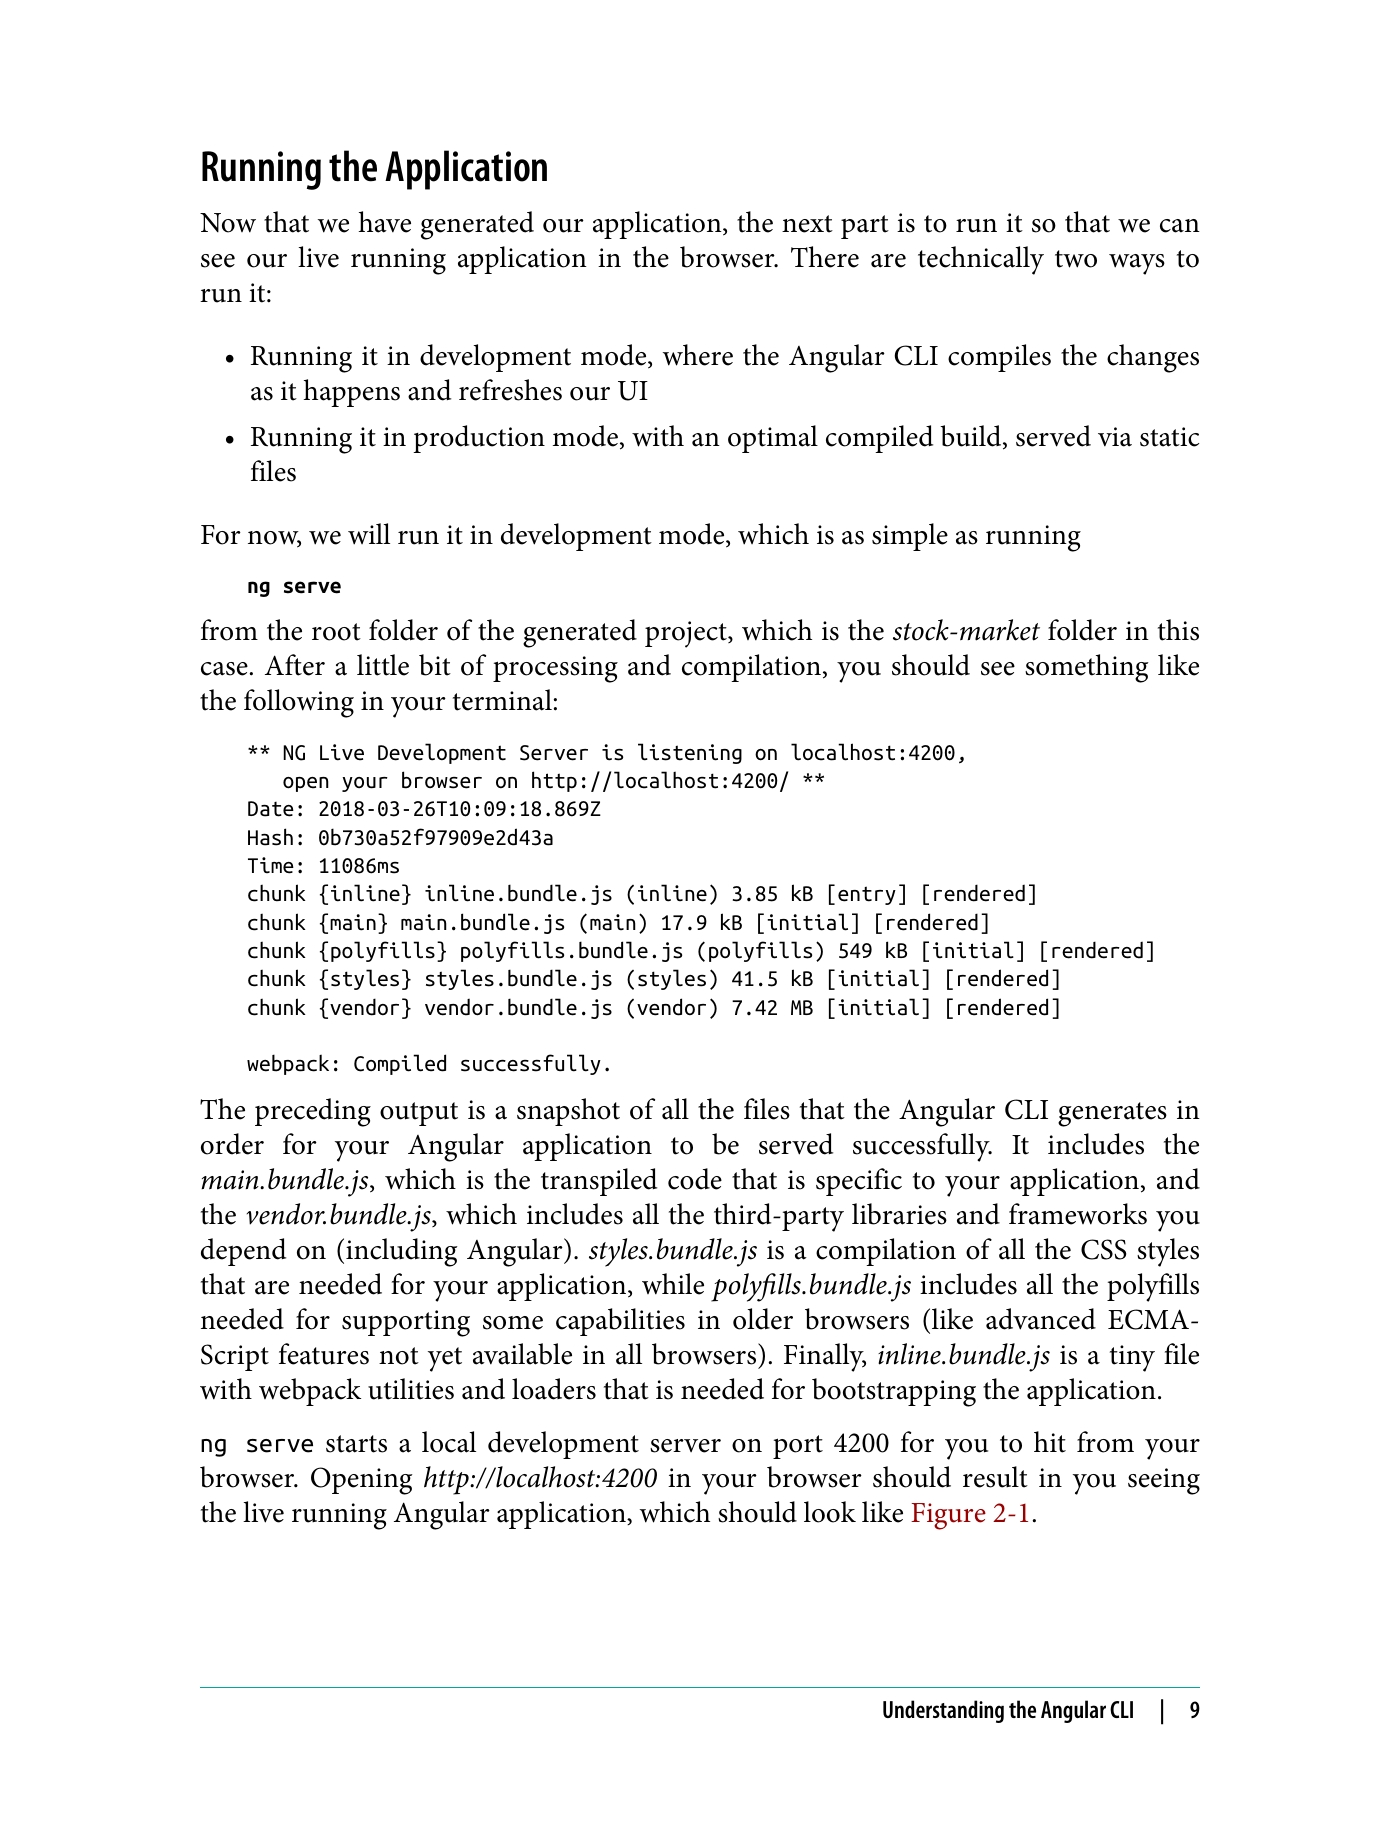 Running the Application
Now that we have generated our application, the next part is to run it so that we can
see our live running application in the browser. There are technically two ways to
run it:
• Running it in development mode, where the Angular CLI compiles the changes
as it happens and refreshes our UI
• Running it in production mode, with an optimal compiled build, served via static
files
For now, we will run it in development mode, which is as simple as running
ng serve
from the root folder of the generated project, which is the stock-market folder in this
case. After a little bit of processing and compilation, you should see something like
the following in your terminal:
** NG Live Development Server is listening on localhost:4200,
open your browser on http://localhost:4200/ **
Date: 2018-03-26T10:09:18.869Z
Hash: 0b730a52f97909e2d43a
Time: 11086ms
chunk {inline} inline.bundle.js (inline) 3.85 kB [entry] [rendered]
chunk {main} main.bundle.js (main) 17.9 kB [initial] [rendered]
chunk {polyfills} polyfills.bundle.js (polyfills) 549 kB [initial] [rendered]
chunk {styles} styles.bundle.js (styles) 41.5 kB [initial] [rendered]
chunk {vendor} vendor.bundle.js (vendor) 7.42 MB [initial] [rendered]
webpack: Compiled successfully.
The preceding output is a snapshot of all the files that the Angular CLI generates in
order for your Angular application to be served successfully. It includes the
main.bundle.js, which is the transpiled code that is specific to your application, and
the vendor.bundle.js, which includes all the third-party libraries and frameworks you
depend on (including Angular). styles.bundle.js is a compilation of all the CSS styles
that are needed for your application, while polyfills.bundle.js includes all the polyfills
needed for supporting some capabilities in older browsers (like advanced ECMA-
Script features not yet available in all browsers). Finally, inline.bundle.js is a tiny file
with webpack utilities and loaders that is needed for bootstrapping the application.
ng serve starts a local development server on port 4200 for you to hit from your
browser. Opening http://localhost:4200 in your browser should result in you seeing
the live running Angular application, which should look like Figure 2-1.
Understanding the Angular CLI | 9